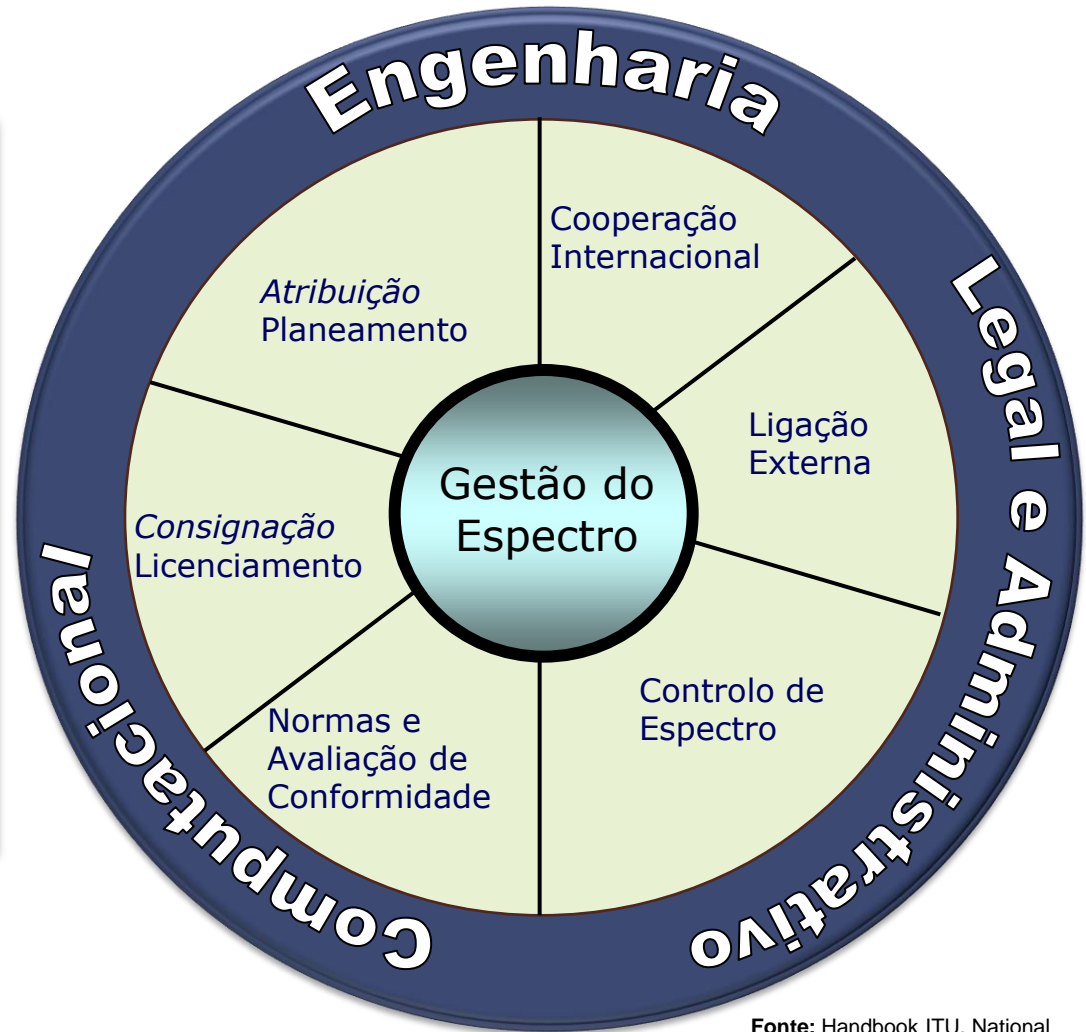 Engenharia
Cooperação
Internacional
Atribuição
Planeamento
Legal e Administrativo
Ligação
Externa
Gestão do
Espectro
Consignação
Licenciamento
Controlo de
Espectro
Normas e
Avaliação de
Conformidade
Computacional
Fonte: Handbook ITU, National